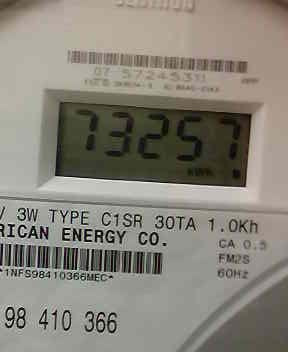 07 57245311
73257
KWH
V 3W TYPE C1SR 30TA 1.0Kh
RICAN ENERGY CO.
CA 0.5
FM2S
60Hz
*1NFS98410366MEC*
98 410 366